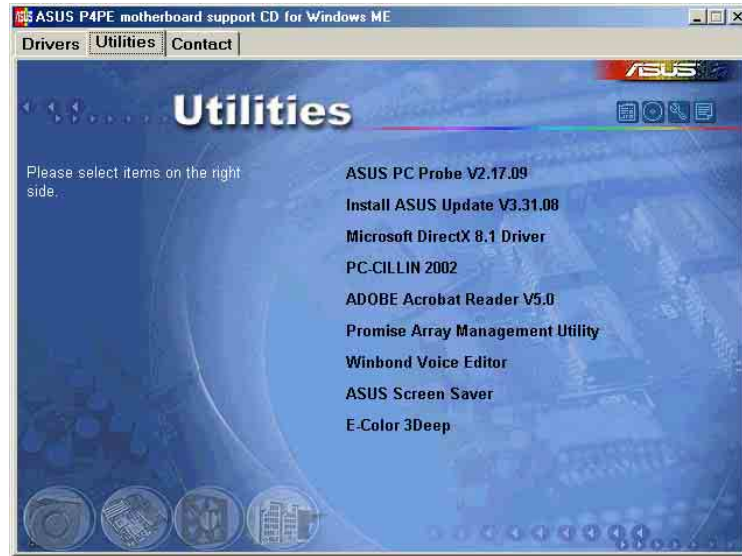 ASUS P4PE motherboard support CD for Windows ME
Drivers Utilities Contact
ASUS
Utilities
Please select items on the right
side.
ASUS PC Probe V2.17.09
Install ASUS Update V3.31.08
Microsoft DirectX 8.1 Driver
PC-CILLIN 2002
ADOBE Acrobat Reader V5.0
Promise Array Management Utility
Winbond Voice Editor
ASUS Screen Saver
E-Color 3Deep